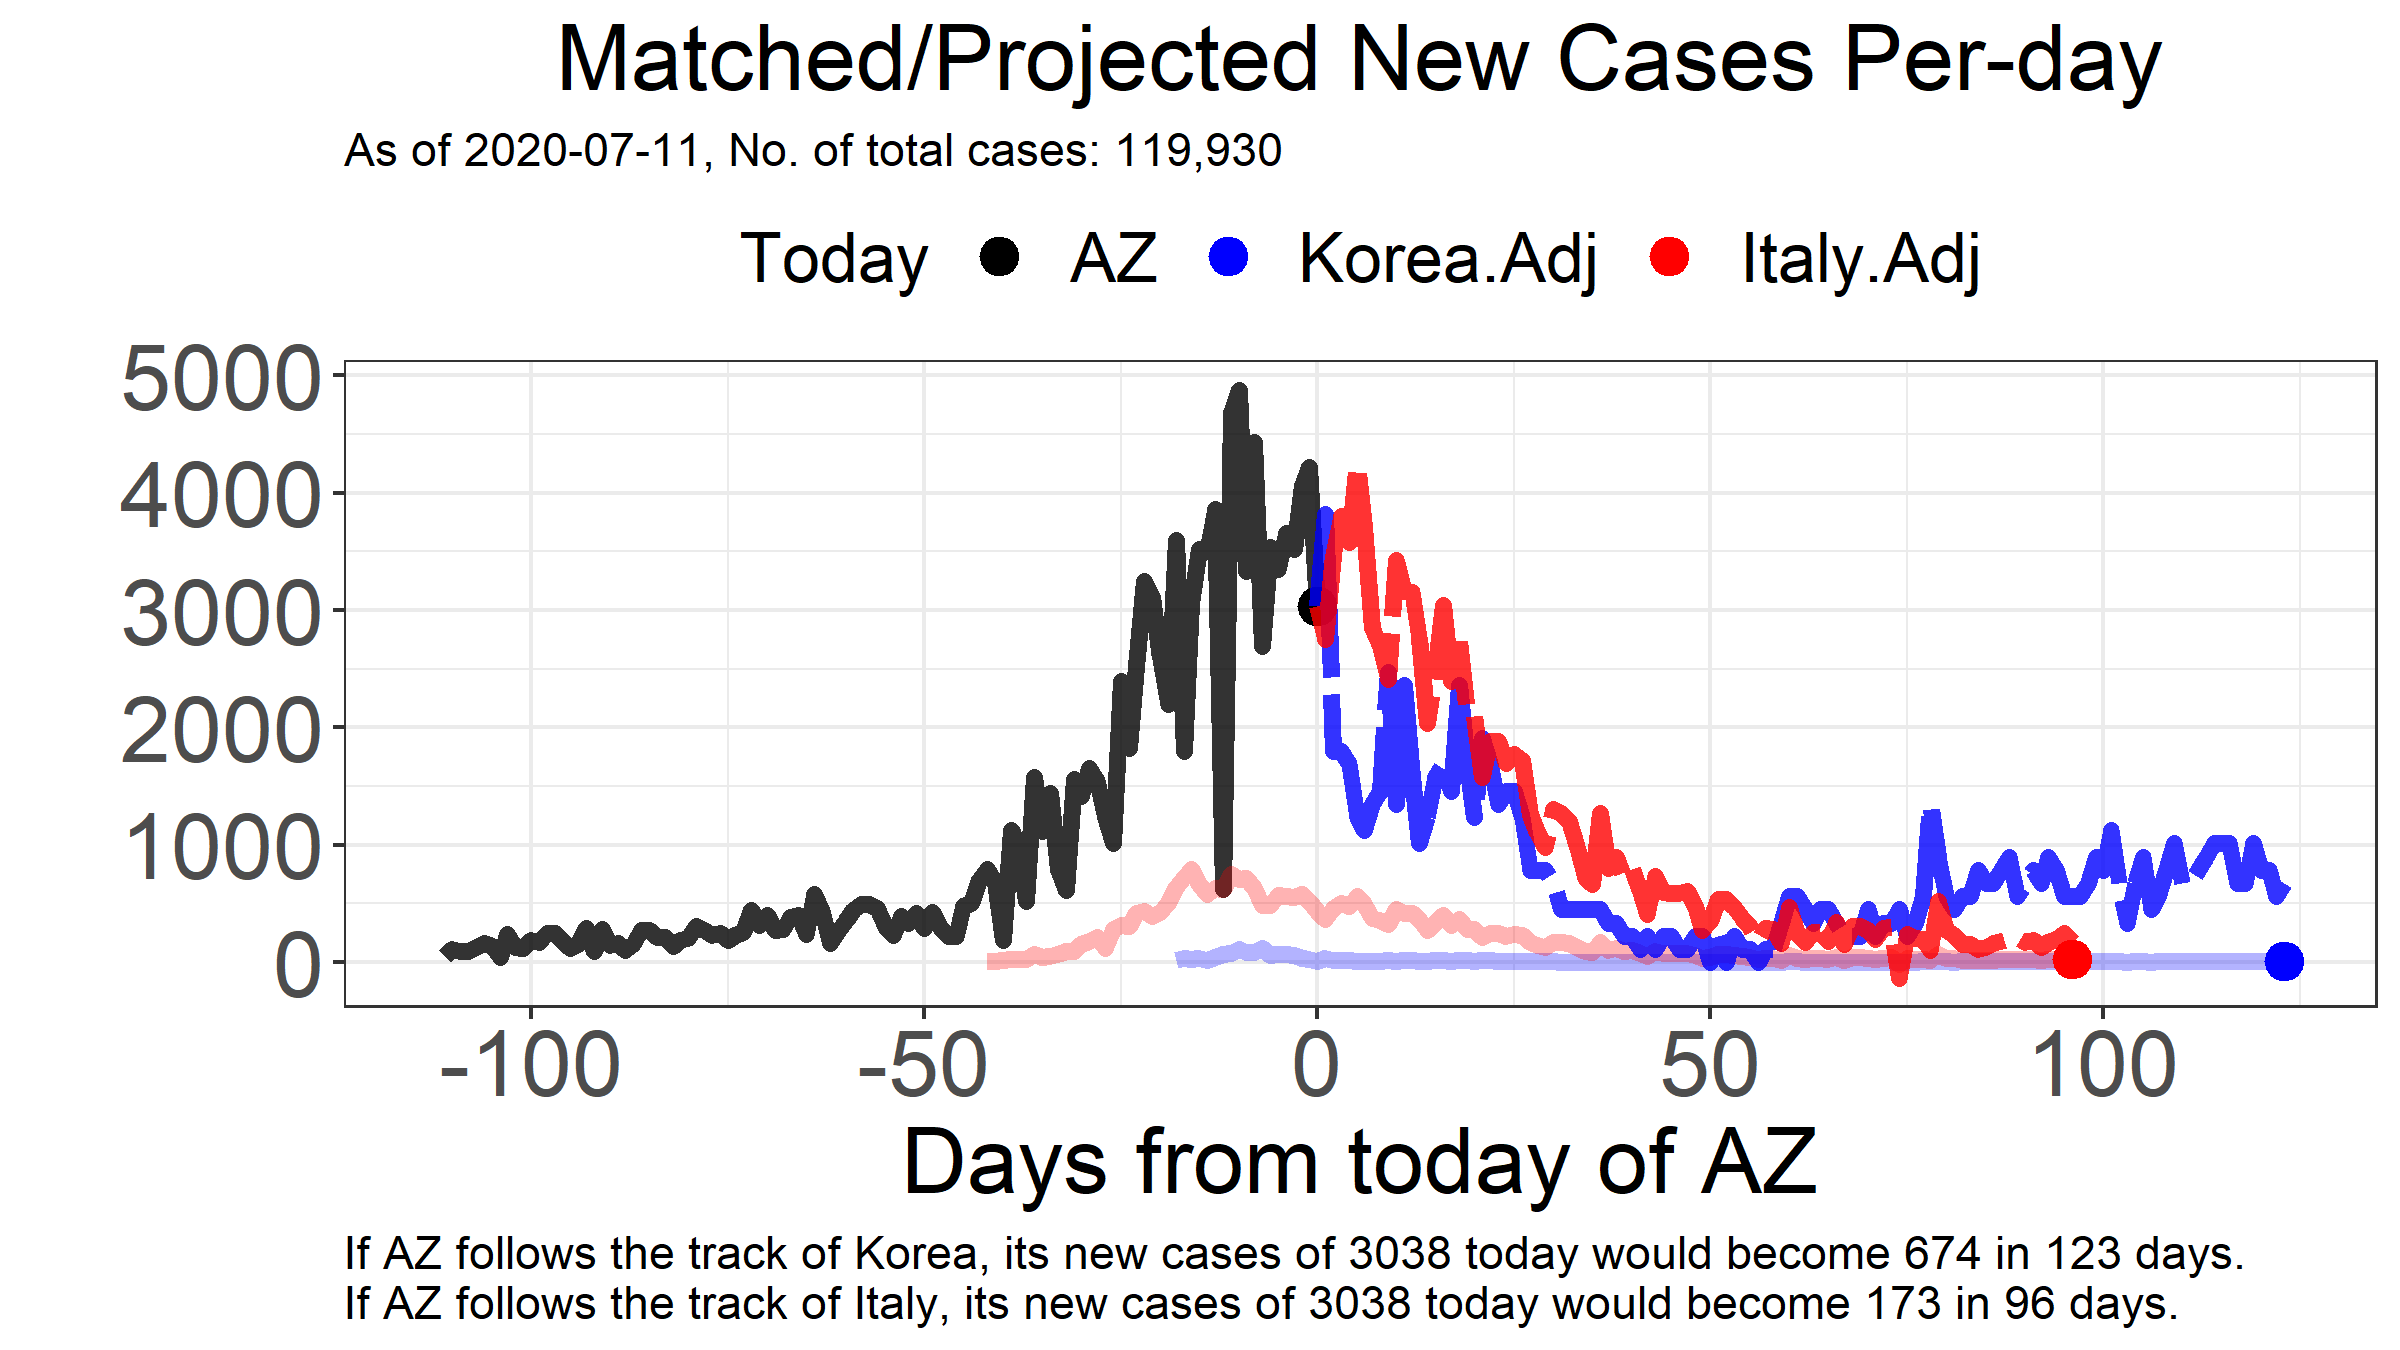 Matched/Projected New Cases Per-day
As of 2020-07-11, No. of total cases: 119,930
Today AZ Korea.Adj Italy.Adj
5000
4000
3000
2000
1000
0
-100 -50 0 50 100
Days from today of AZ
If AZ follows the track of Korea, its new cases of 3038 today would become 674 in 123 days.
If AZ follows the track of Italy, its new cases of 3038 today would become 173 in 96 days.